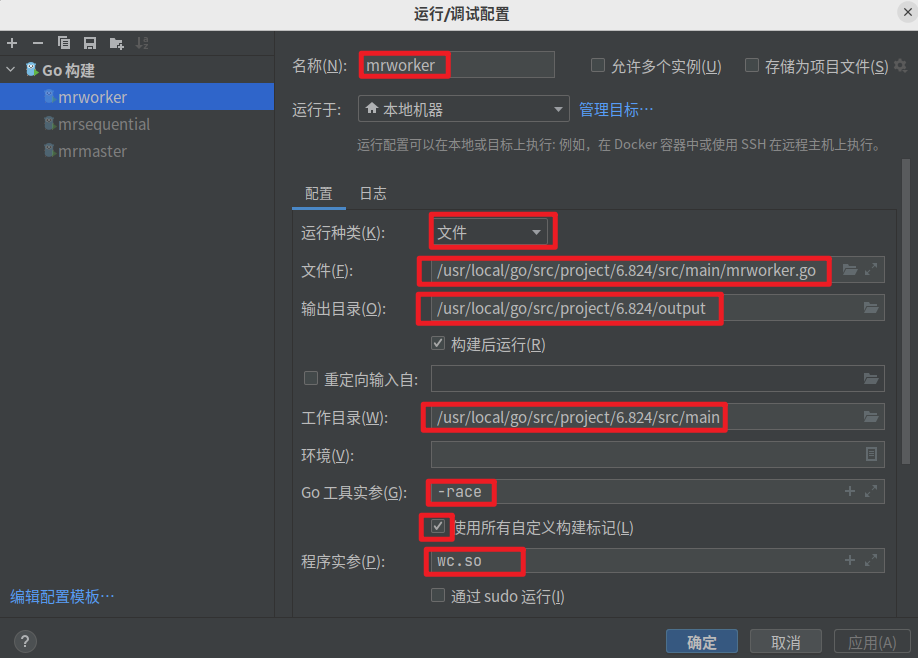 运行/调试配置
Go 构建
mrworker
mrsequential
mrmaster
编辑配置模板…
名称(N): mrworker 允许多个实例(U) 存储为项目文件(S)
运行于: 本地机器 管理目标…
运行配置可以在本地或目标上执行: 例如，在 Docker 容器中或使用 SSH 在远程主机上执行。
配置 日志
运行种类(K): 文件
文件(F): /usr/local/go/src/project/6.824/src/main/mrworker.go
输出目录(O): /usr/local/go/src/project/6.824/output
构建后运行(R)
重定向输入自:
工作目录(W): /usr/local/go/src/project/6.824/src/main
环境(V):
Go 工具实参(G): -race
使用所有自定义构建标记(L)
程序实参(P): wc.so
通过 sudo 运行(I)
? 确定 取消 应用(A)